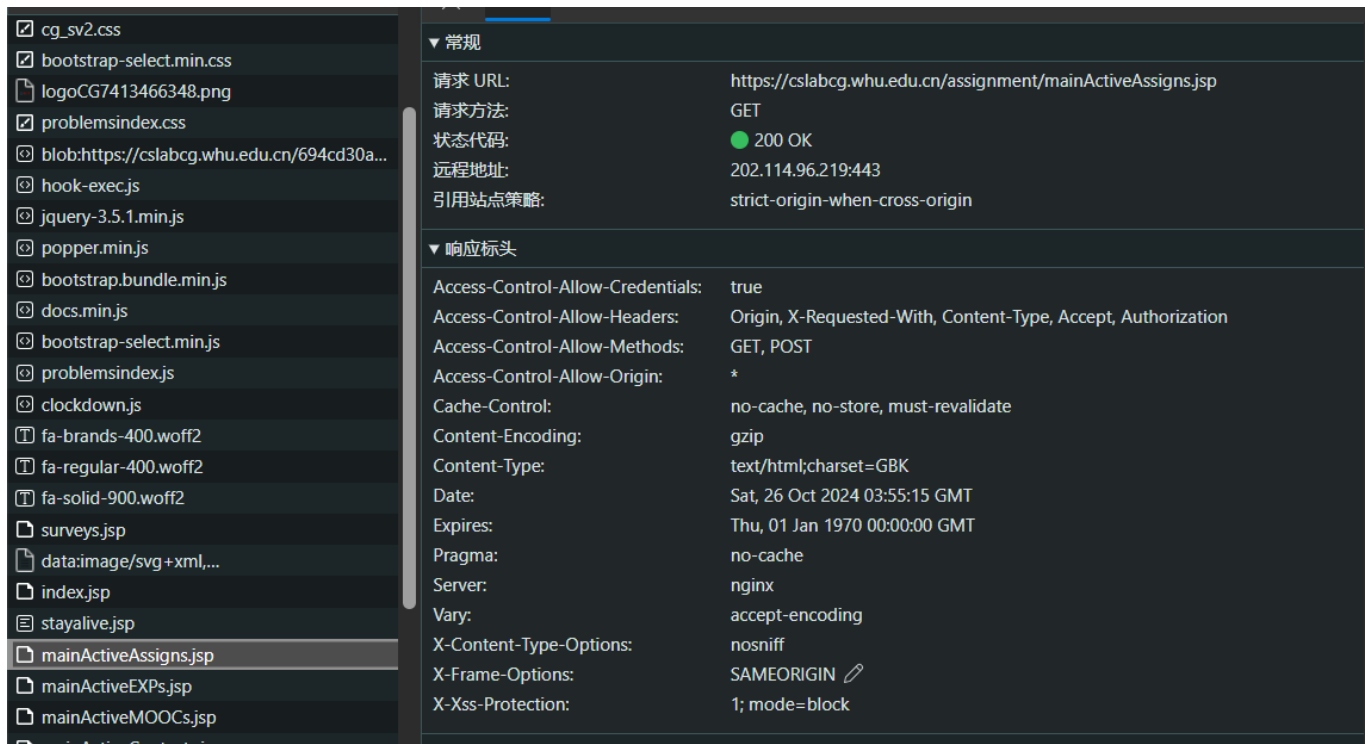 cg_sv2.css
bootstrap-select.min.css
logoCG7413466348.png
problemsindex.css
blob:https://cslabcg.whu.edu.cn/694cd30a...
hook-exec.js
jquery-3.5.1.min.js
popper.min.js
bootstrap.bundle.min.js
docs.min.js
bootstrap-select.min.js
problemsindex.js
clockdown.js
fa-brands-400.woff2
fa-regular-400.woff2
fa-solid-900.woff2
surveys.jsp
data:image/svg+xml,...
index.jsp
stayalive.jsp
mainActiveAssigns.jsp
mainActiveEXPs.jsp
mainActiveMOOCs.jsp
常规
请求 URL: https://cslabcg.whu.edu.cn/assignment/mainActiveAssigns.jsp
请求方法: GET
状态代码: 200 OK
远程地址: 202.114.96.219:443
引用站点策略: strict-origin-when-cross-origin
响应标头
Access-Control-Allow-Credentials: true
Access-Control-Allow-Headers: Origin, X-Requested-With, Content-Type, Accept, Authorization
Access-Control-Allow-Methods: GET, POST
Access-Control-Allow-Origin: *
Cache-Control: no-cache, no-store, must-revalidate
Content-Encoding: gzip
Content-Type: text/html;charset=GBK
Date: Sat, 26 Oct 2024 03:55:15 GMT
Expires: Thu, 01 Jan 1970 00:00:00 GMT
Pragma: no-cache
Server: nginx
Vary: accept-encoding
X-Content-Type-Options: nosniff
X-Frame-Options: SAMEORIGIN
X-Xss-Protection: 1; mode=block